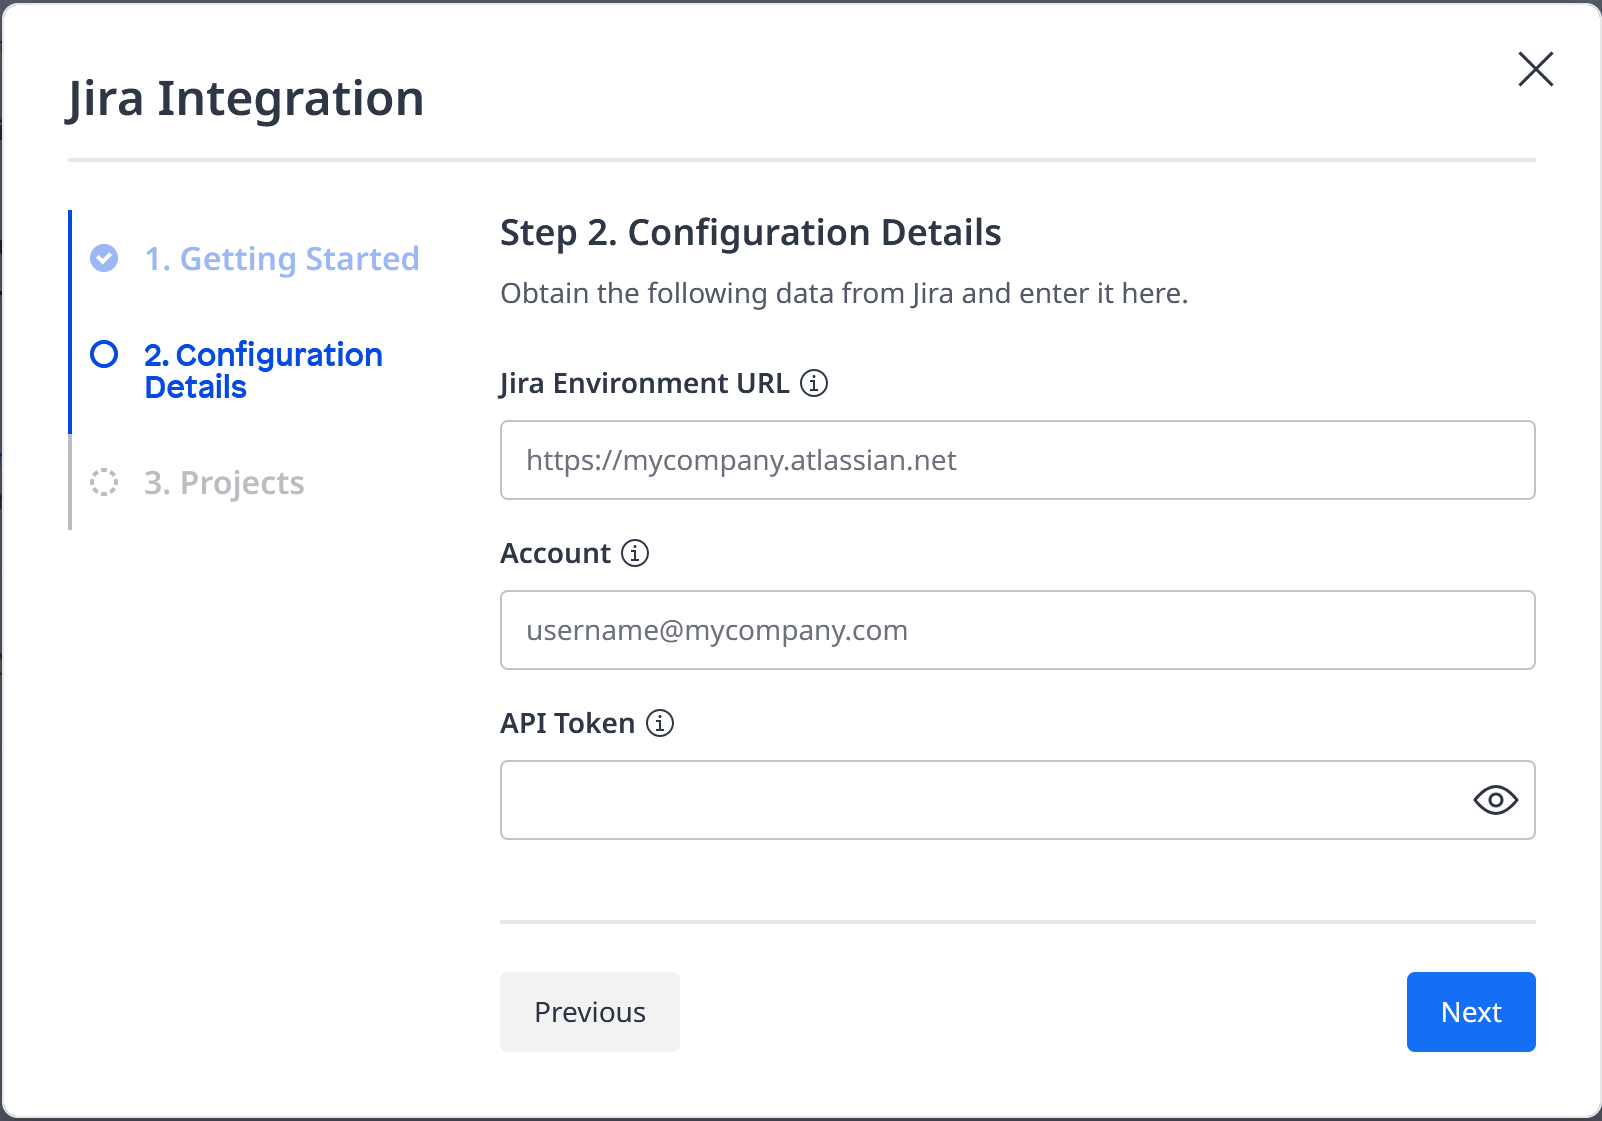 Jira Integration
1. Getting Started
2. Configuration
Details
3. Projects
Step 2. Configuration Details
Obtain the following data from Jira and enter it here.
Jira Environment URL
https://mycompany.atlassian.net
Account
username@mycompany.com
API Token
Previous
Next